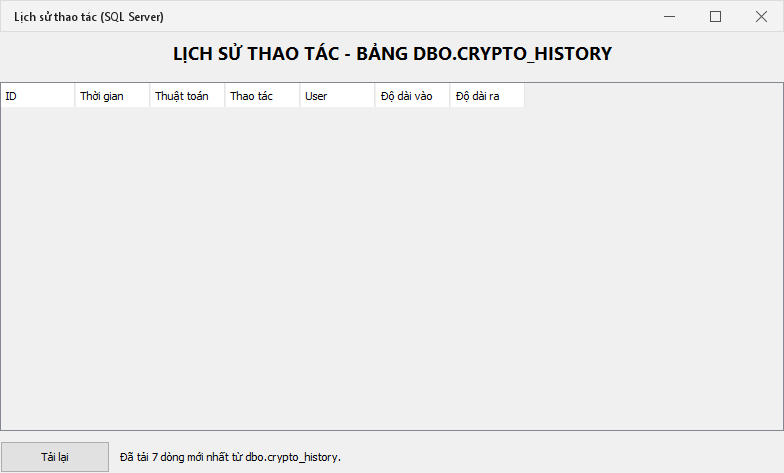 Lịch sử thao tác (SQL Server)
LỊCH SỬ THAO TÁC - BẢNG DBO.CRYPTO_HISTORY
ID Thời gian Thuật toán Thao tác User Độ dài vào Độ dài ra
Tải lại Đã tải 7 dòng mới nhất từ dbo.crypto_history.